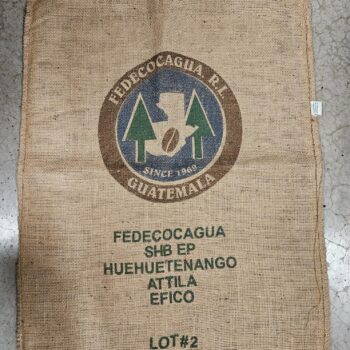 FEDECOCAGUA, R.L.
SINCE 1969
GUATEMALA
FEDECOCAGUA
SHB EP
HUEHUETENANGO
ATTILA
EFICO
LOT#2